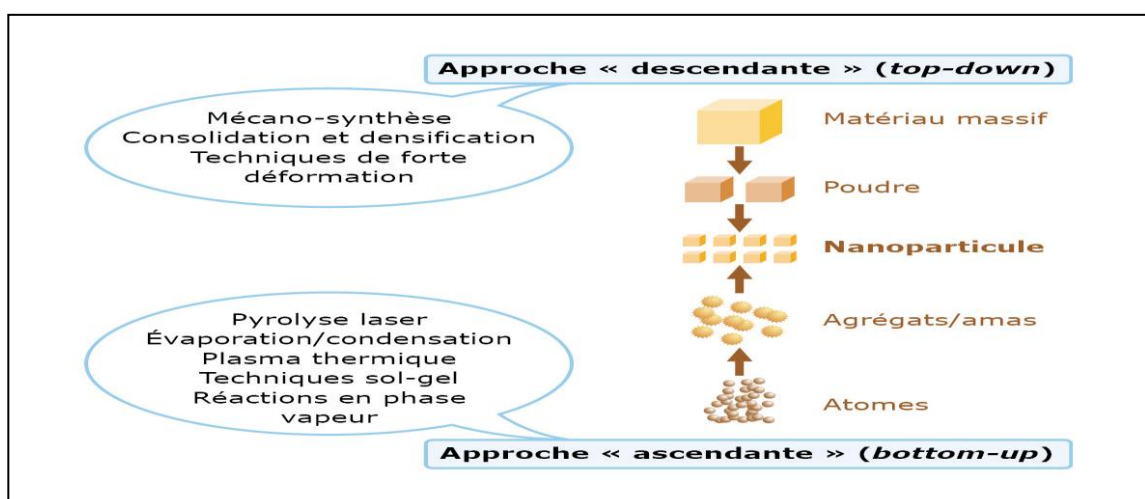 Approche « descendante » (top-down)
Mécano-synthèse
Consolidation et densification
Techniques de forte
déformation
Matériau massif
Poudre
Nanoparticule
Agrégats/amas
Atomes
Pyrolyse laser
Évaporation/condensation
Plasma thermique
Techniques sol-gel
Réactions en phase
vapeur
Approche « ascendante » (bottom-up)